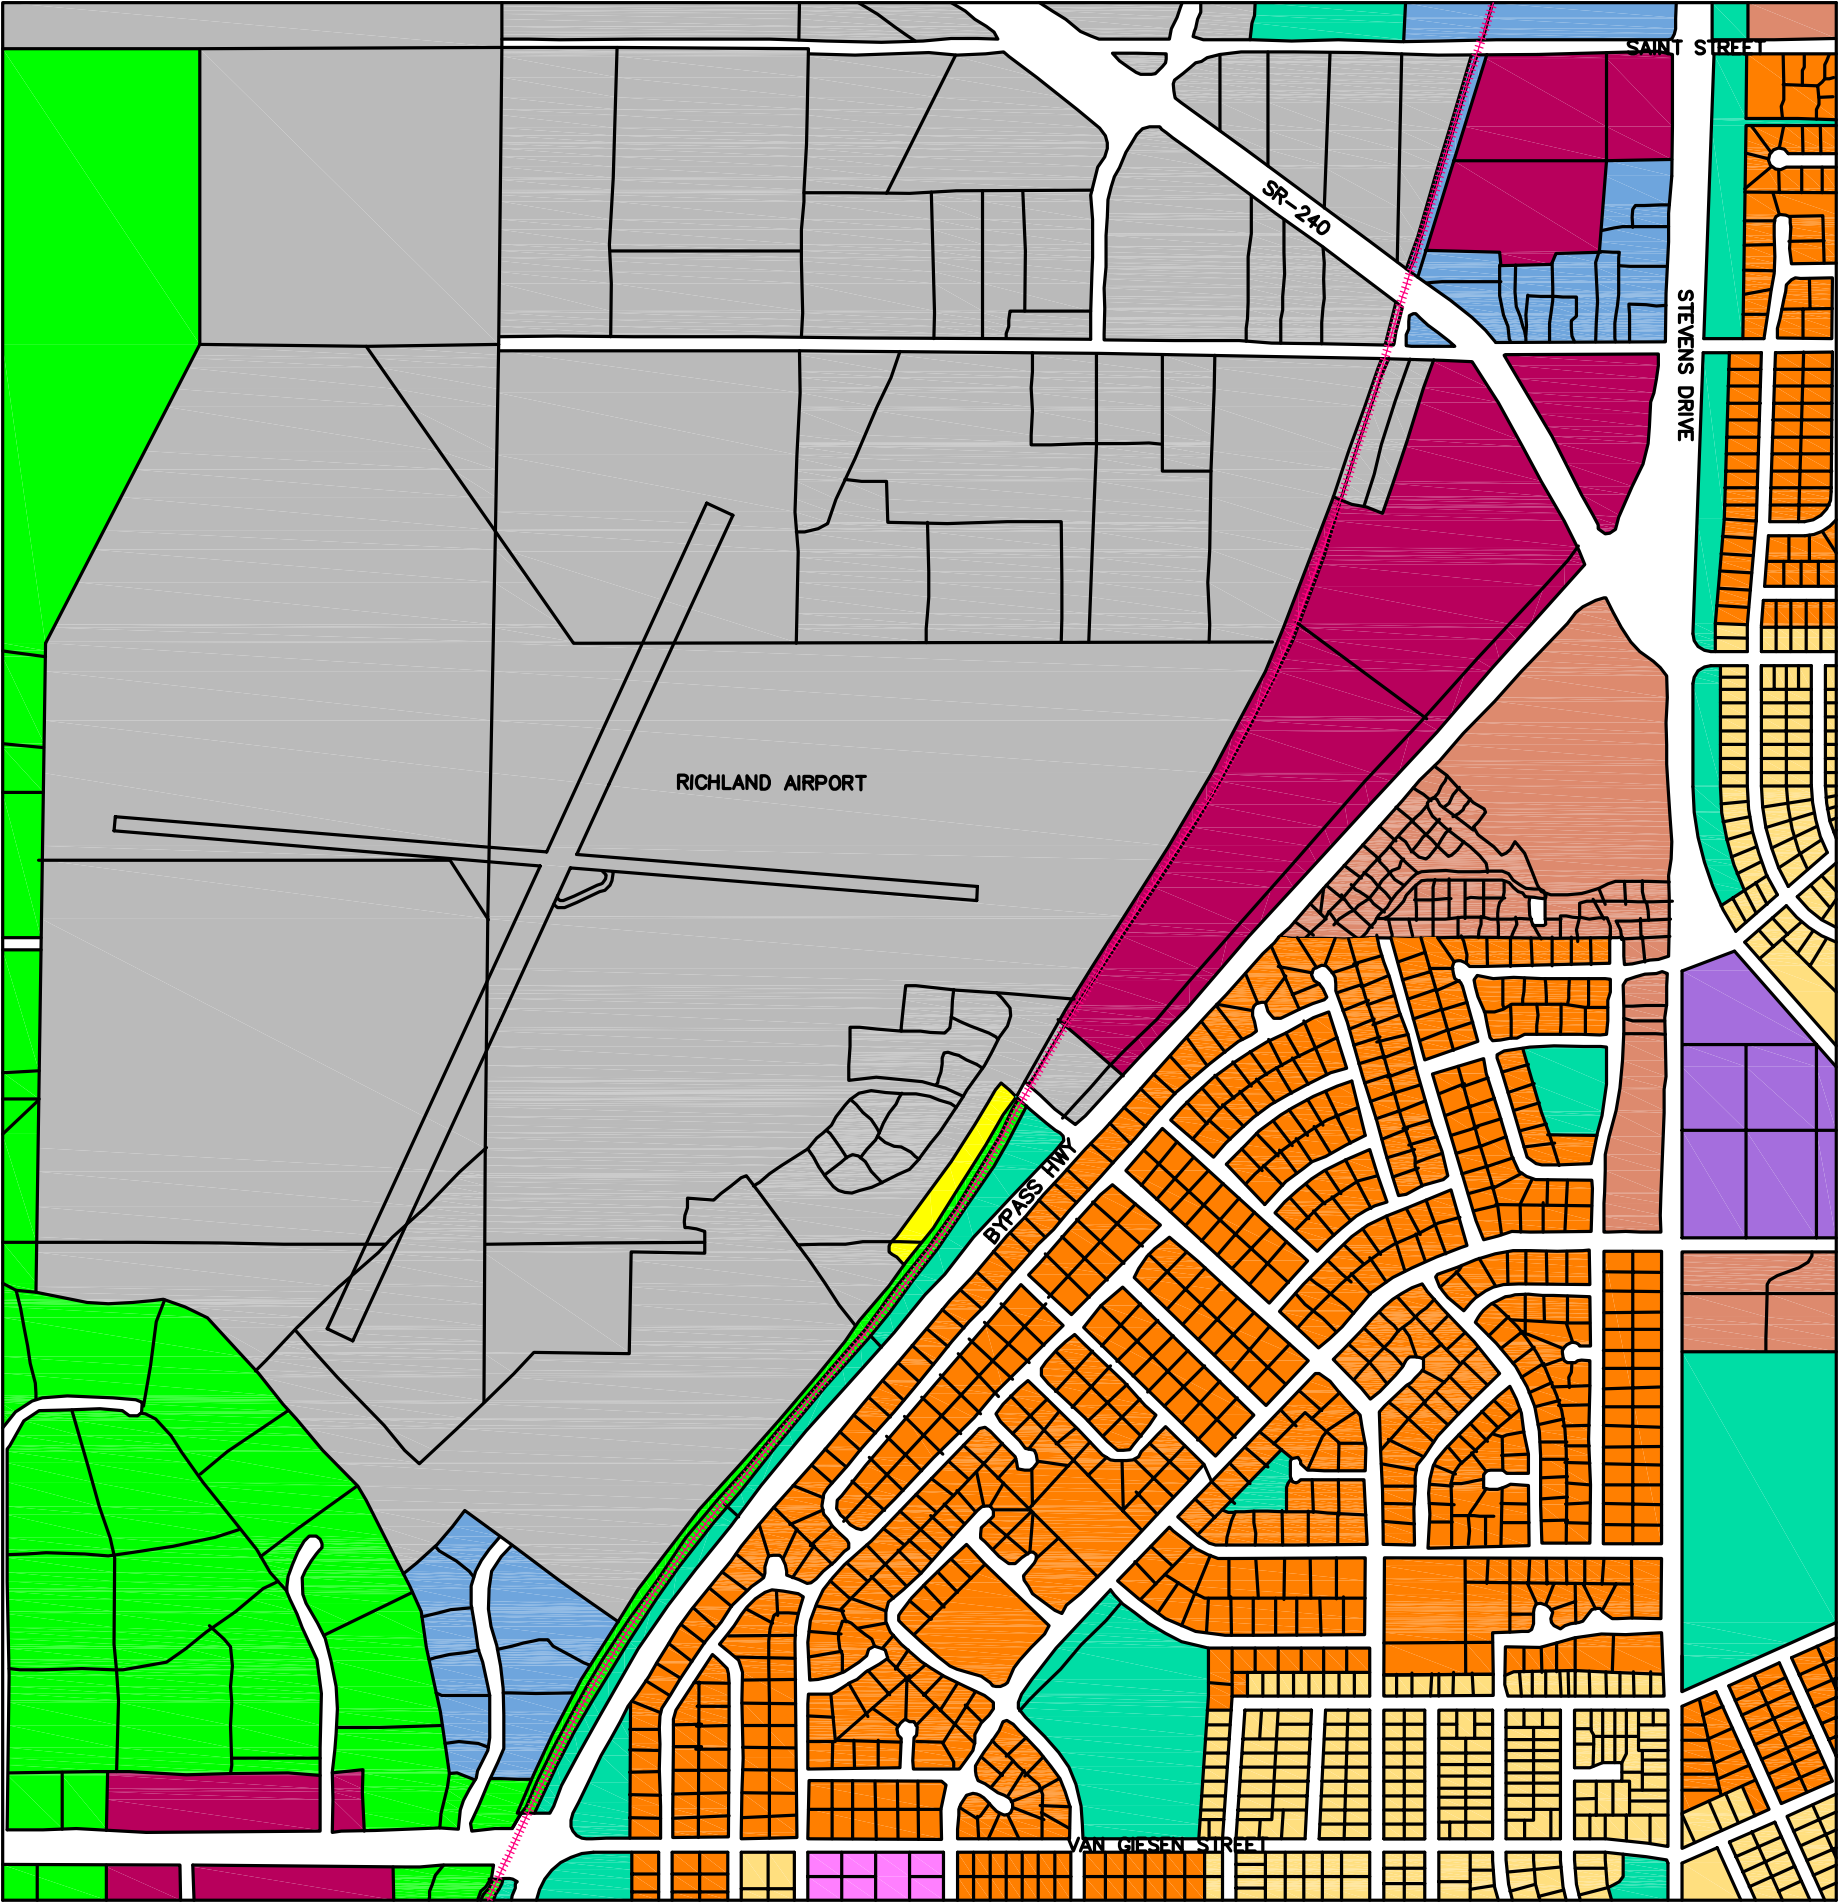 SAINT STREET
SR-240
STEVENS DRIVE
RICHLAND AIRPORT
BYPASS HWY
VAN GIESEN STREET